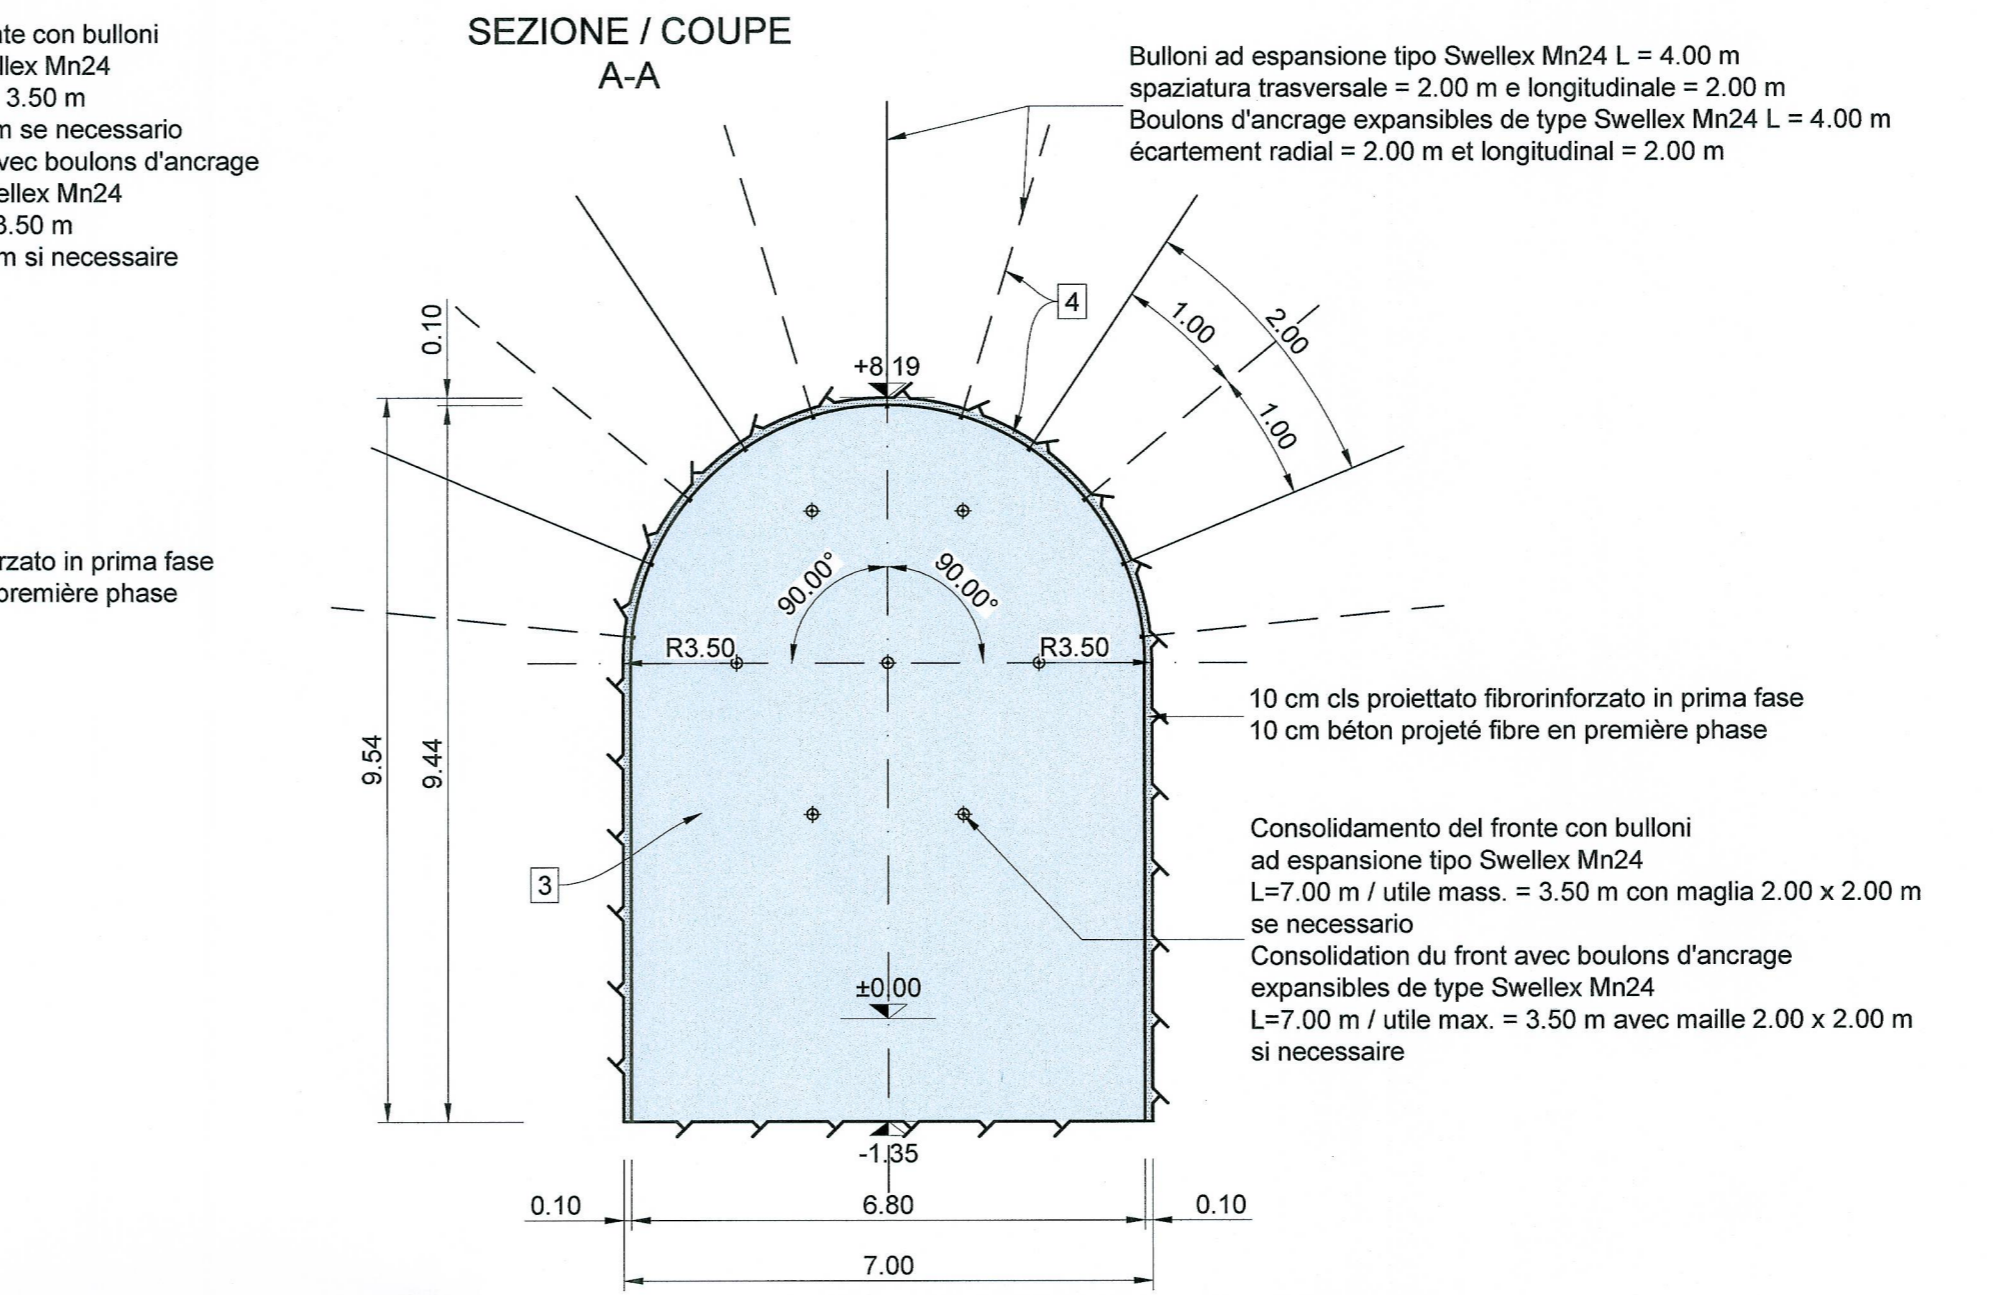 SEZIONE / COUPE
A-A
nte con bulloni
llex Mn24
3.50 m
m se necessario
vec boulons d'ancrage
ellex Mn24
3.50 m
m si necessaire
Bulloni ad espansione tipo Swellex Mn24 L = 4.00 m
spaziatura trasversale = 2.00 m e longitudinale = 2.00 m
Boulons d'ancrage expansibles de type Swellex Mn24 L = 4.00 m
écartement radial = 2.00 m et longitudinal = 2.00 m
4
0.10
1.00
2.00
1.00
+8.19
rzato in prima fase
première phase
90.00°
90.00°
R3.50
R3.50
10 cm cls proiettato fibrorinforzato in prima fase
10 cm béton projeté fibre en première phase
9.54
9.44
3
Consolidamento del fronte con bulloni
ad espansione tipo Swellex Mn24
L=7.00 m / utile mass. = 3.50 m con maglia 2.00 x 2.00 m
se necessario
Consolidation du front avec boulons d'ancrage
expansibles de type Swellex Mn24
L=7.00 m / utile max. = 3.50 m avec maille 2.00 x 2.00 m
si necessaire
±0.00
-1.35
0.10
6.80
0.10
7.00